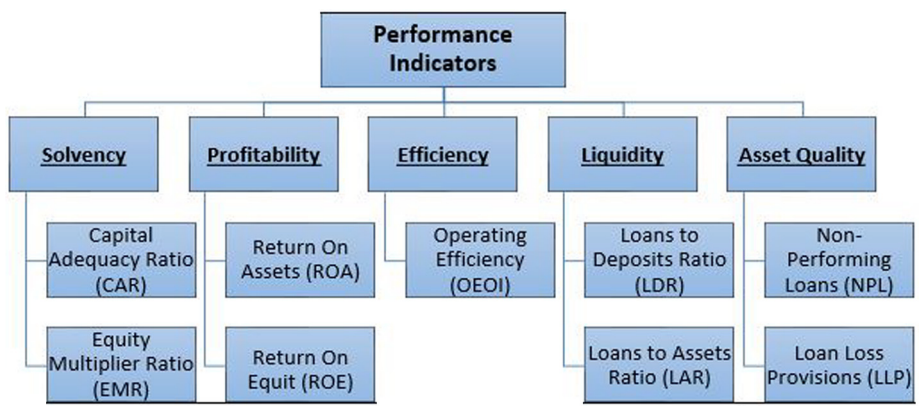 Performance
Indicators
Solvency
Profitability
Efficiency
Liquidity
Asset Quality
Capital
Adequacy Ratio
(CAR)
Return On
Assets (ROA)
Operating
Efficiency
(OEOI)
Loans to
Deposits Ratio
(LDR)
Non-
Performing
Loans (NPL)
Equity
Multiplier Ratio
(EMR)
Return On
Equit (ROE)
Loans to Assets
Ratio (LAR)
Loan Loss
Provisions (LLP)